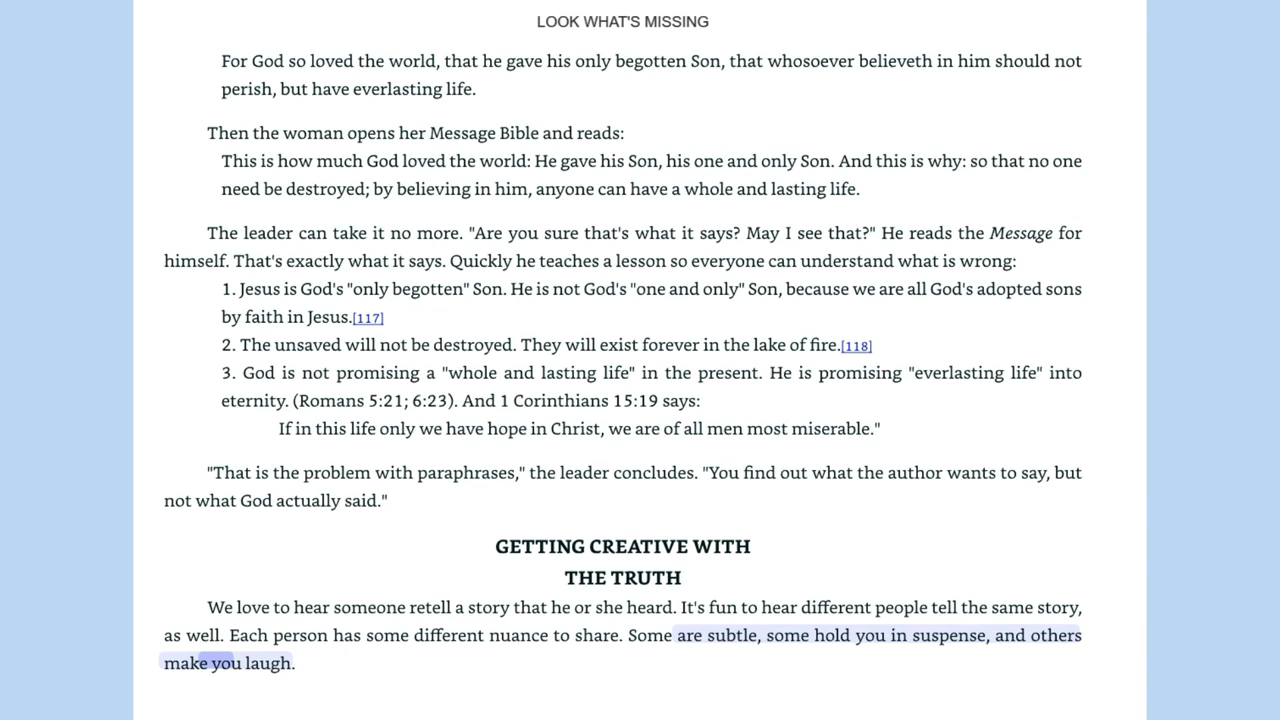 LOOK WHAT'S MISSING
For God so loved the world, that he gave his only begotten Son, that whosoever believeth in him should not
perish, but have everlasting life.
Then the woman opens her Message Bible and reads:
This is how much God loved the world: He gave his Son, his one and only Son. And this is why: so that no one
need be destroyed; by believing in him, anyone can have a whole and lasting life.
The leader can take it no more. "Are you sure that's what it says? May I see that?" He reads the Message for
himself. That's exactly what it says. Quickly he teaches a lesson so everyone can understand what is wrong:
1. Jesus is God's "only begotten" Son. He is not God's "one and only" Son, because we are all God's adopted sons
by faith in Jesus.[117]
2. The unsaved will not be destroyed. They will exist forever in the lake of fire.[118]
3. God is not promising a "whole and lasting life" in the present. He is promising "everlasting life" into
eternity. (Romans 5:21; 6:23). And 1 Corinthians 15:19 says:
If in this life only we have hope in Christ, we are of all men most miserable."
"That is the problem with paraphrases," the leader concludes. "You find out what the author wants to say, but
not what God actually said."
GETTING CREATIVE WITH
THE TRUTH
We love to hear someone retell a story that he or she heard. It's fun to hear different people tell the same story,
as well. Each person has some different nuance to share. Some are subtle, some hold you in suspense, and others
make you laugh.